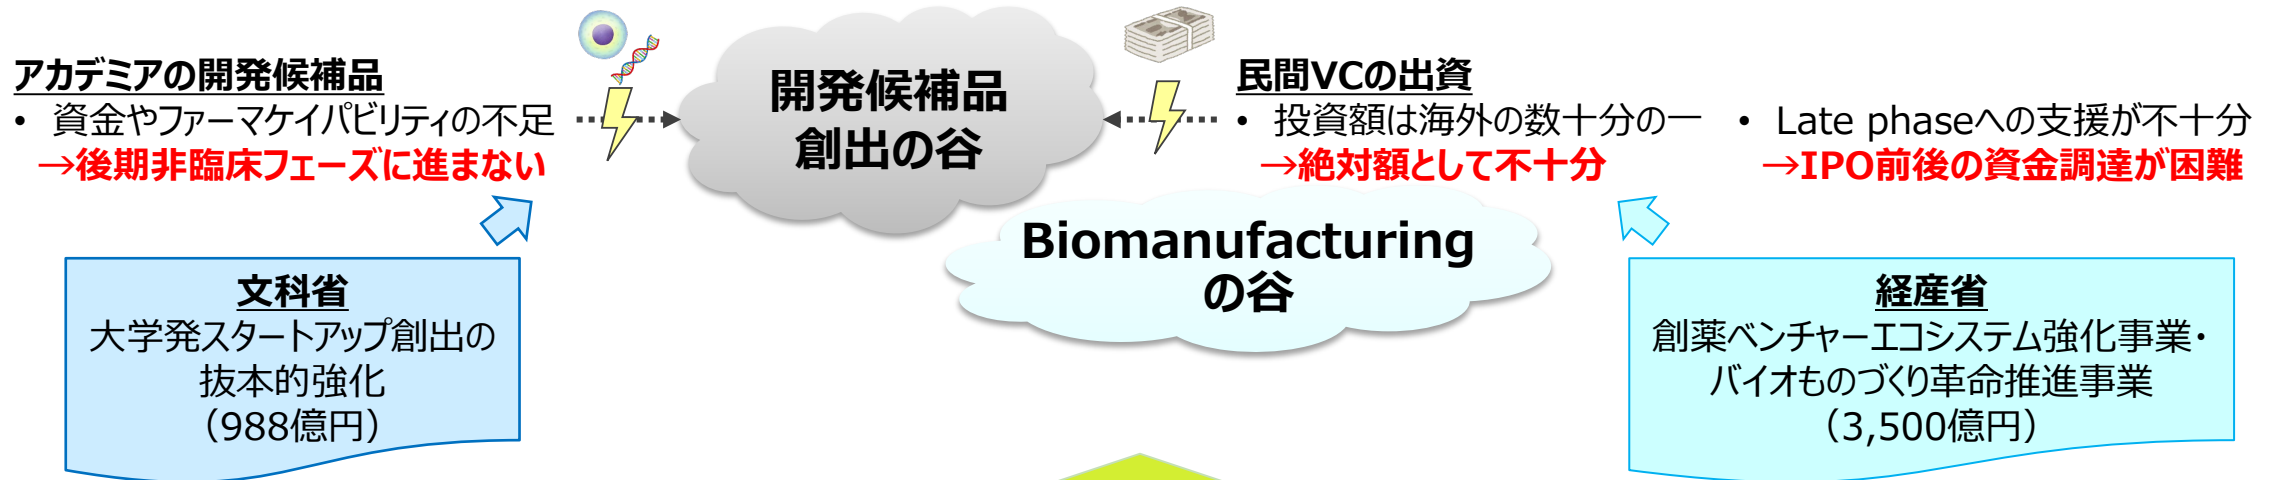 アカデミアの開発候補品
• 資金やファーマケイパビリティの不足
→後期非臨床フェーズに進まない
開発候補品
創出の谷
民間VCの出資
• 投資額は海外の数十分の一
→絶対額として不十分
• Late phaseへの支援が不十分
→IPO前後の資金調達が困難
Biomanufacturing
の谷
文科省
大学発スタートアップ創出の
抜本的強化
（988億円）
経産省
創薬ベンチャーエコシステム強化事業・
バイオものづくり革命推進事業
（3,500億円）